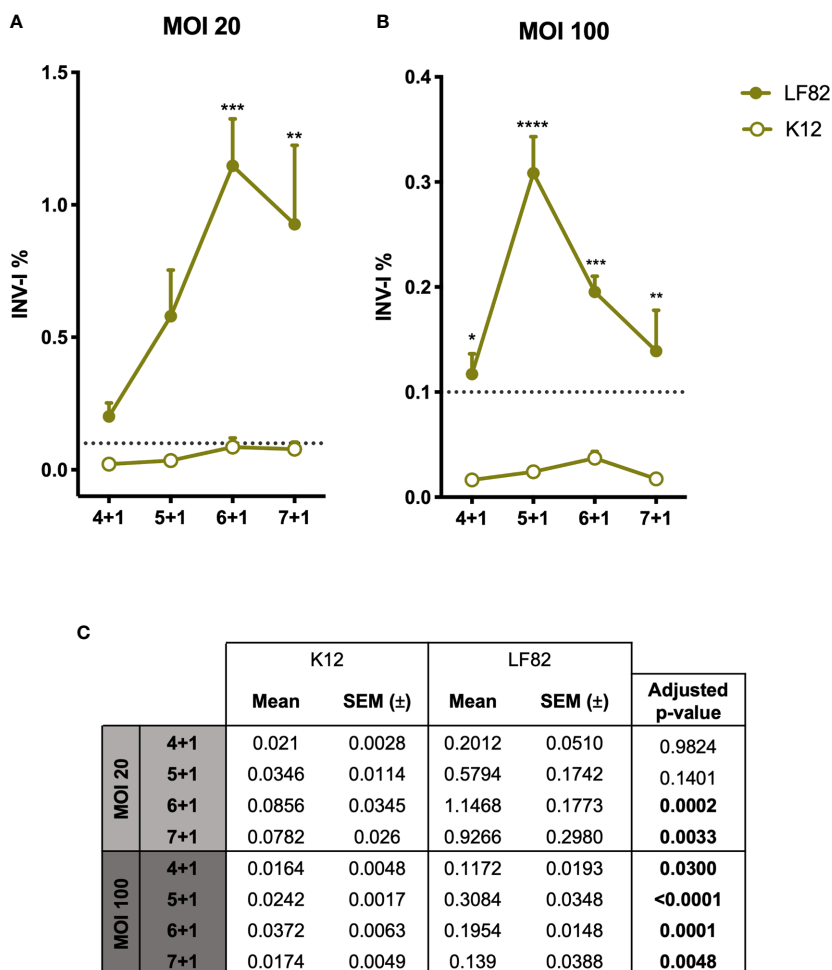 A
MOI 20
B
MOI 100
1.5
1.0
0.5
0.0
INV-I %
***
**
4+1 5+1 6+1 7+1
0.4
0.3
0.2
0.1
0.0
INV-I %
*
****
***
**
4+1 5+1 6+1 7+1
LF82
K12
C
K12 LF82
Mean SEM (±) Mean SEM (±) Adjusted
p-value
MOI 20
4+1 0.021 0.0028 0.2012 0.0510 0.9824
5+1 0.0346 0.0114 0.5794 0.1742 0.1401
6+1 0.0856 0.0345 1.1468 0.1773 0.0002
7+1 0.0782 0.026 0.9266 0.2980 0.0033
MOI 100
4+1 0.0164 0.0048 0.1172 0.0193 0.0300
5+1 0.0242 0.0017 0.3084 0.0348 <0.0001
6+1 0.0372 0.0063 0.1954 0.0148 0.0001
7+1 0.0174 0.0049 0.139 0.0388 0.0048